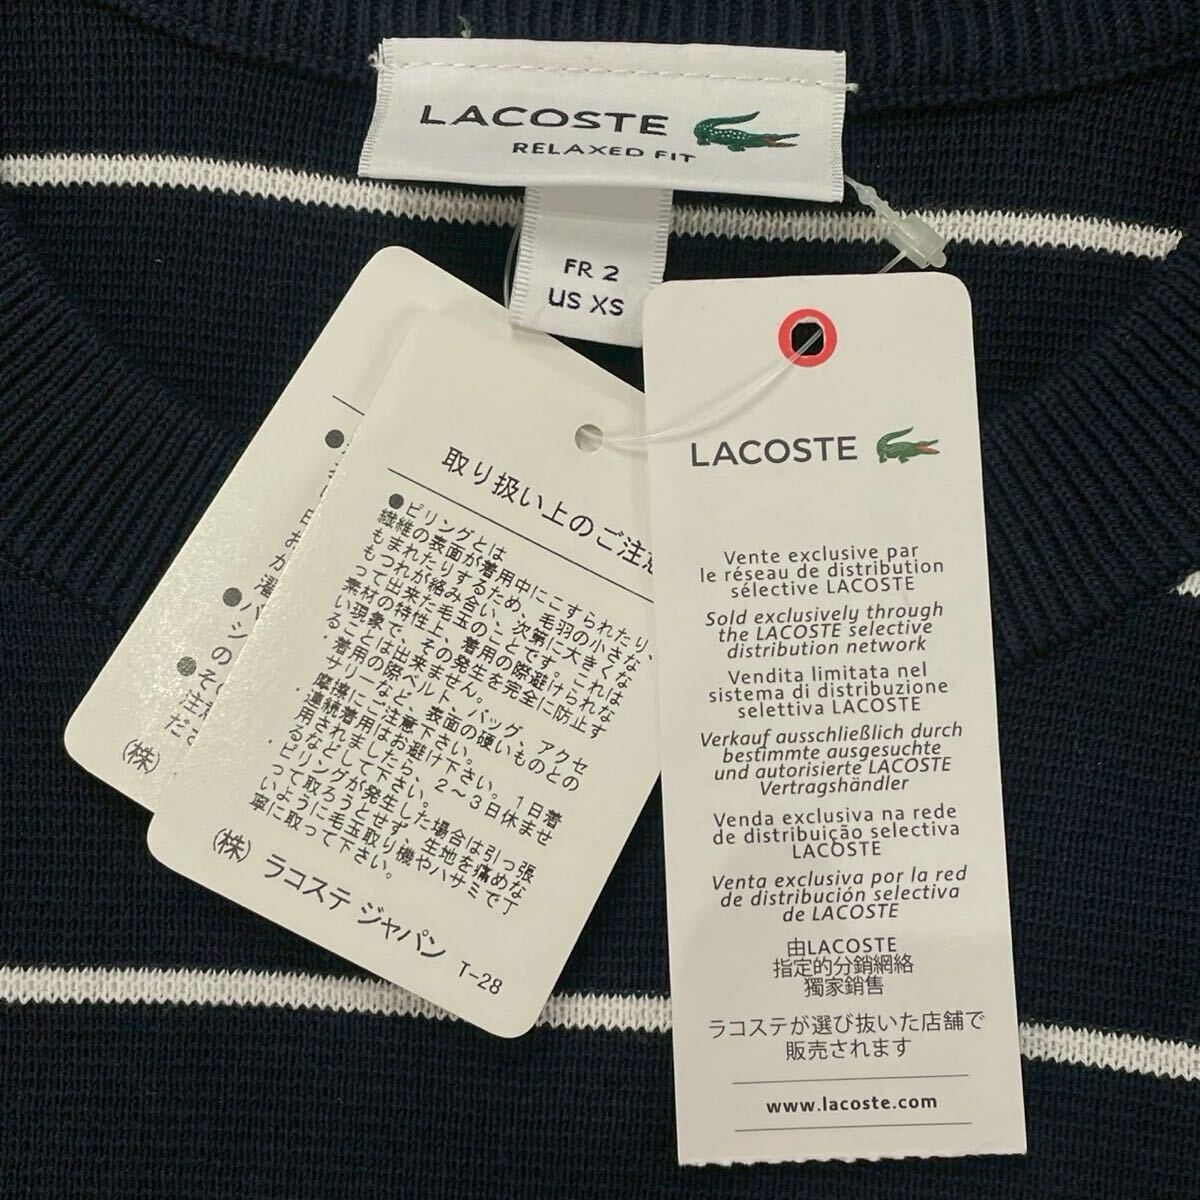 LACOSTE
RELAXED FIT
FR 2
US XS
取り扱い上のご注意
●ピリングとは
繊維の表面が着用中にこすられたり、
もまれたりするため、毛羽の小さな
もつれが絡み合い、次第に大きくな
って出来た毛玉のことです。これは
素材の特性上、着用の際避けられな
い現象で、その発生を完全に防止す
ることは出来ません。
・着用の際ベルト、バッグ、アクセ
サリーなど、表面の硬いものとの
摩擦にご注意下さい。
・連続着用はお避け下さい。1日着
用されましたら、2〜3日休ませ
るなどして下さい。
・ピリングが発生した場合は引っ張
って取ろうとせず、生地を痛めな
いように毛玉取り機やハサミで丁
寧に取って下さい。
(株) ラコステ ジャパン T-28
(株)
LACOSTE
Vente exclusive par
le réseau de distribution
sélective LACOSTE
Sold exclusively through
the LACOSTE selective
distribution network
Vendita limitata nel
sistema di distribuzione
selettiva LACOSTE
Verkauf ausschließlich durch
bestimmte ausgesuchte
und autorisierte LACOSTE
Vertragshändler
Venda exclusiva na rede
de distribuição selectiva
LACOSTE
Venta exclusiva por la red
de distribución selectiva
de LACOSTE
由LACOSTE
指定的分銷網絡
獨家銷售
ラコステが選び抜いた店舗で
販売されます
www.lacoste.com